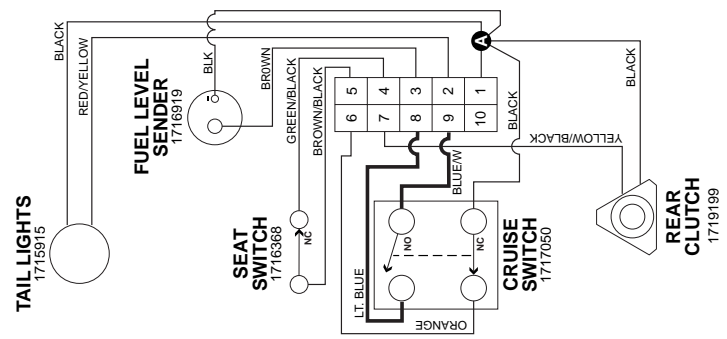 TAIL LIGHTS
1715915
BLACK
RED/YELLOW
FUEL LEVEL
SENDER
1716919
BLK
-
BROWN
GREEN/BLACK
BROWN/BLACK
SEAT
SWITCH
1716368
NC
5
4
3
2
1
6
7
8
9
10
A
BLACK
BLACK
YELLOW/BLACK
BLUE/W
LT. BLUE
ORANGE
NO
NC
CRUISE
SWITCH
1717050
REAR
CLUTCH
1719199